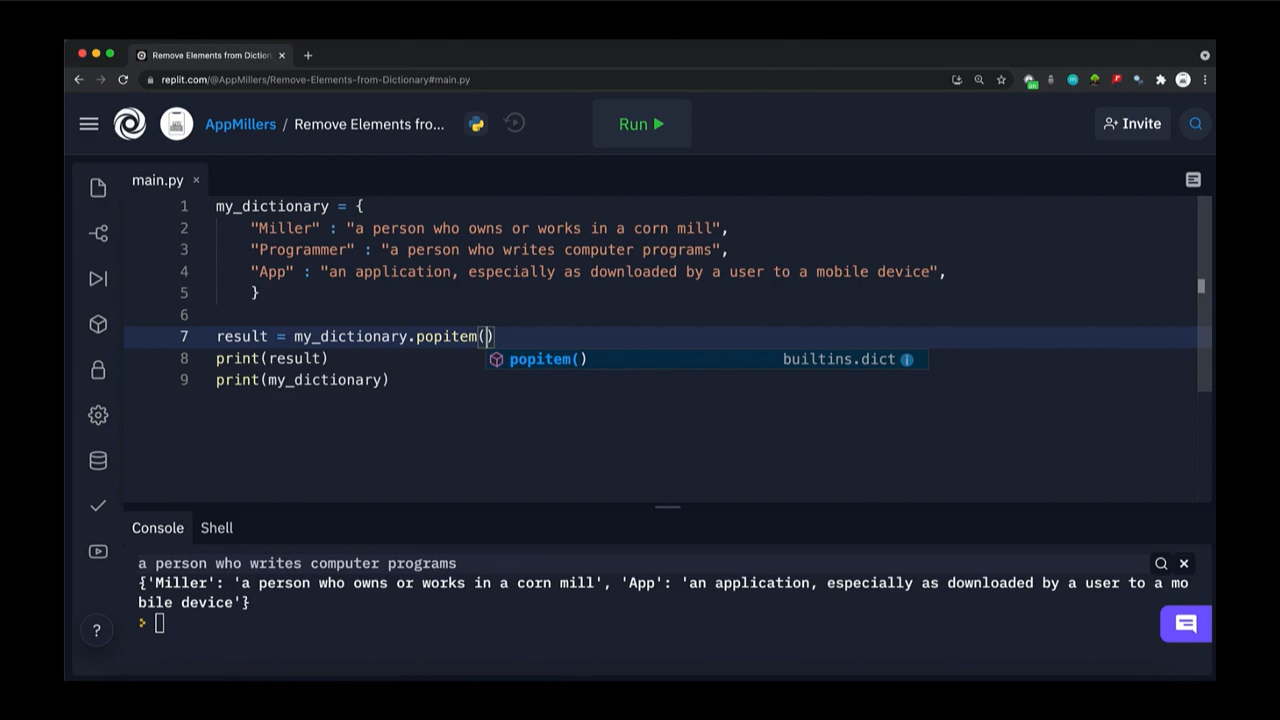 Remove Elements from Diction
replit.com/@AppMillers/Remove-Elements-from-Dictionary#main.py
AppMillers / Remove Elements fro...
Run
Invite
main.py
1 my_dictionary = {
2 "Miller" : "a person who owns or works in a corn mill",
3 "Programmer" : "a person who writes computer programs",
4 "App" : "an application, especially as downloaded by a user to a mobile device",
5 }
6
7 result = my_dictionary.popitem()
popitem() builtins.dict
8 print(result)
9 print(my_dictionary)
Console Shell
a person who writes computer programs
{'Miller': 'a person who owns or works in a corn mill', 'App': 'an application, especially as downloaded by a user to a mo
bile device'}
?